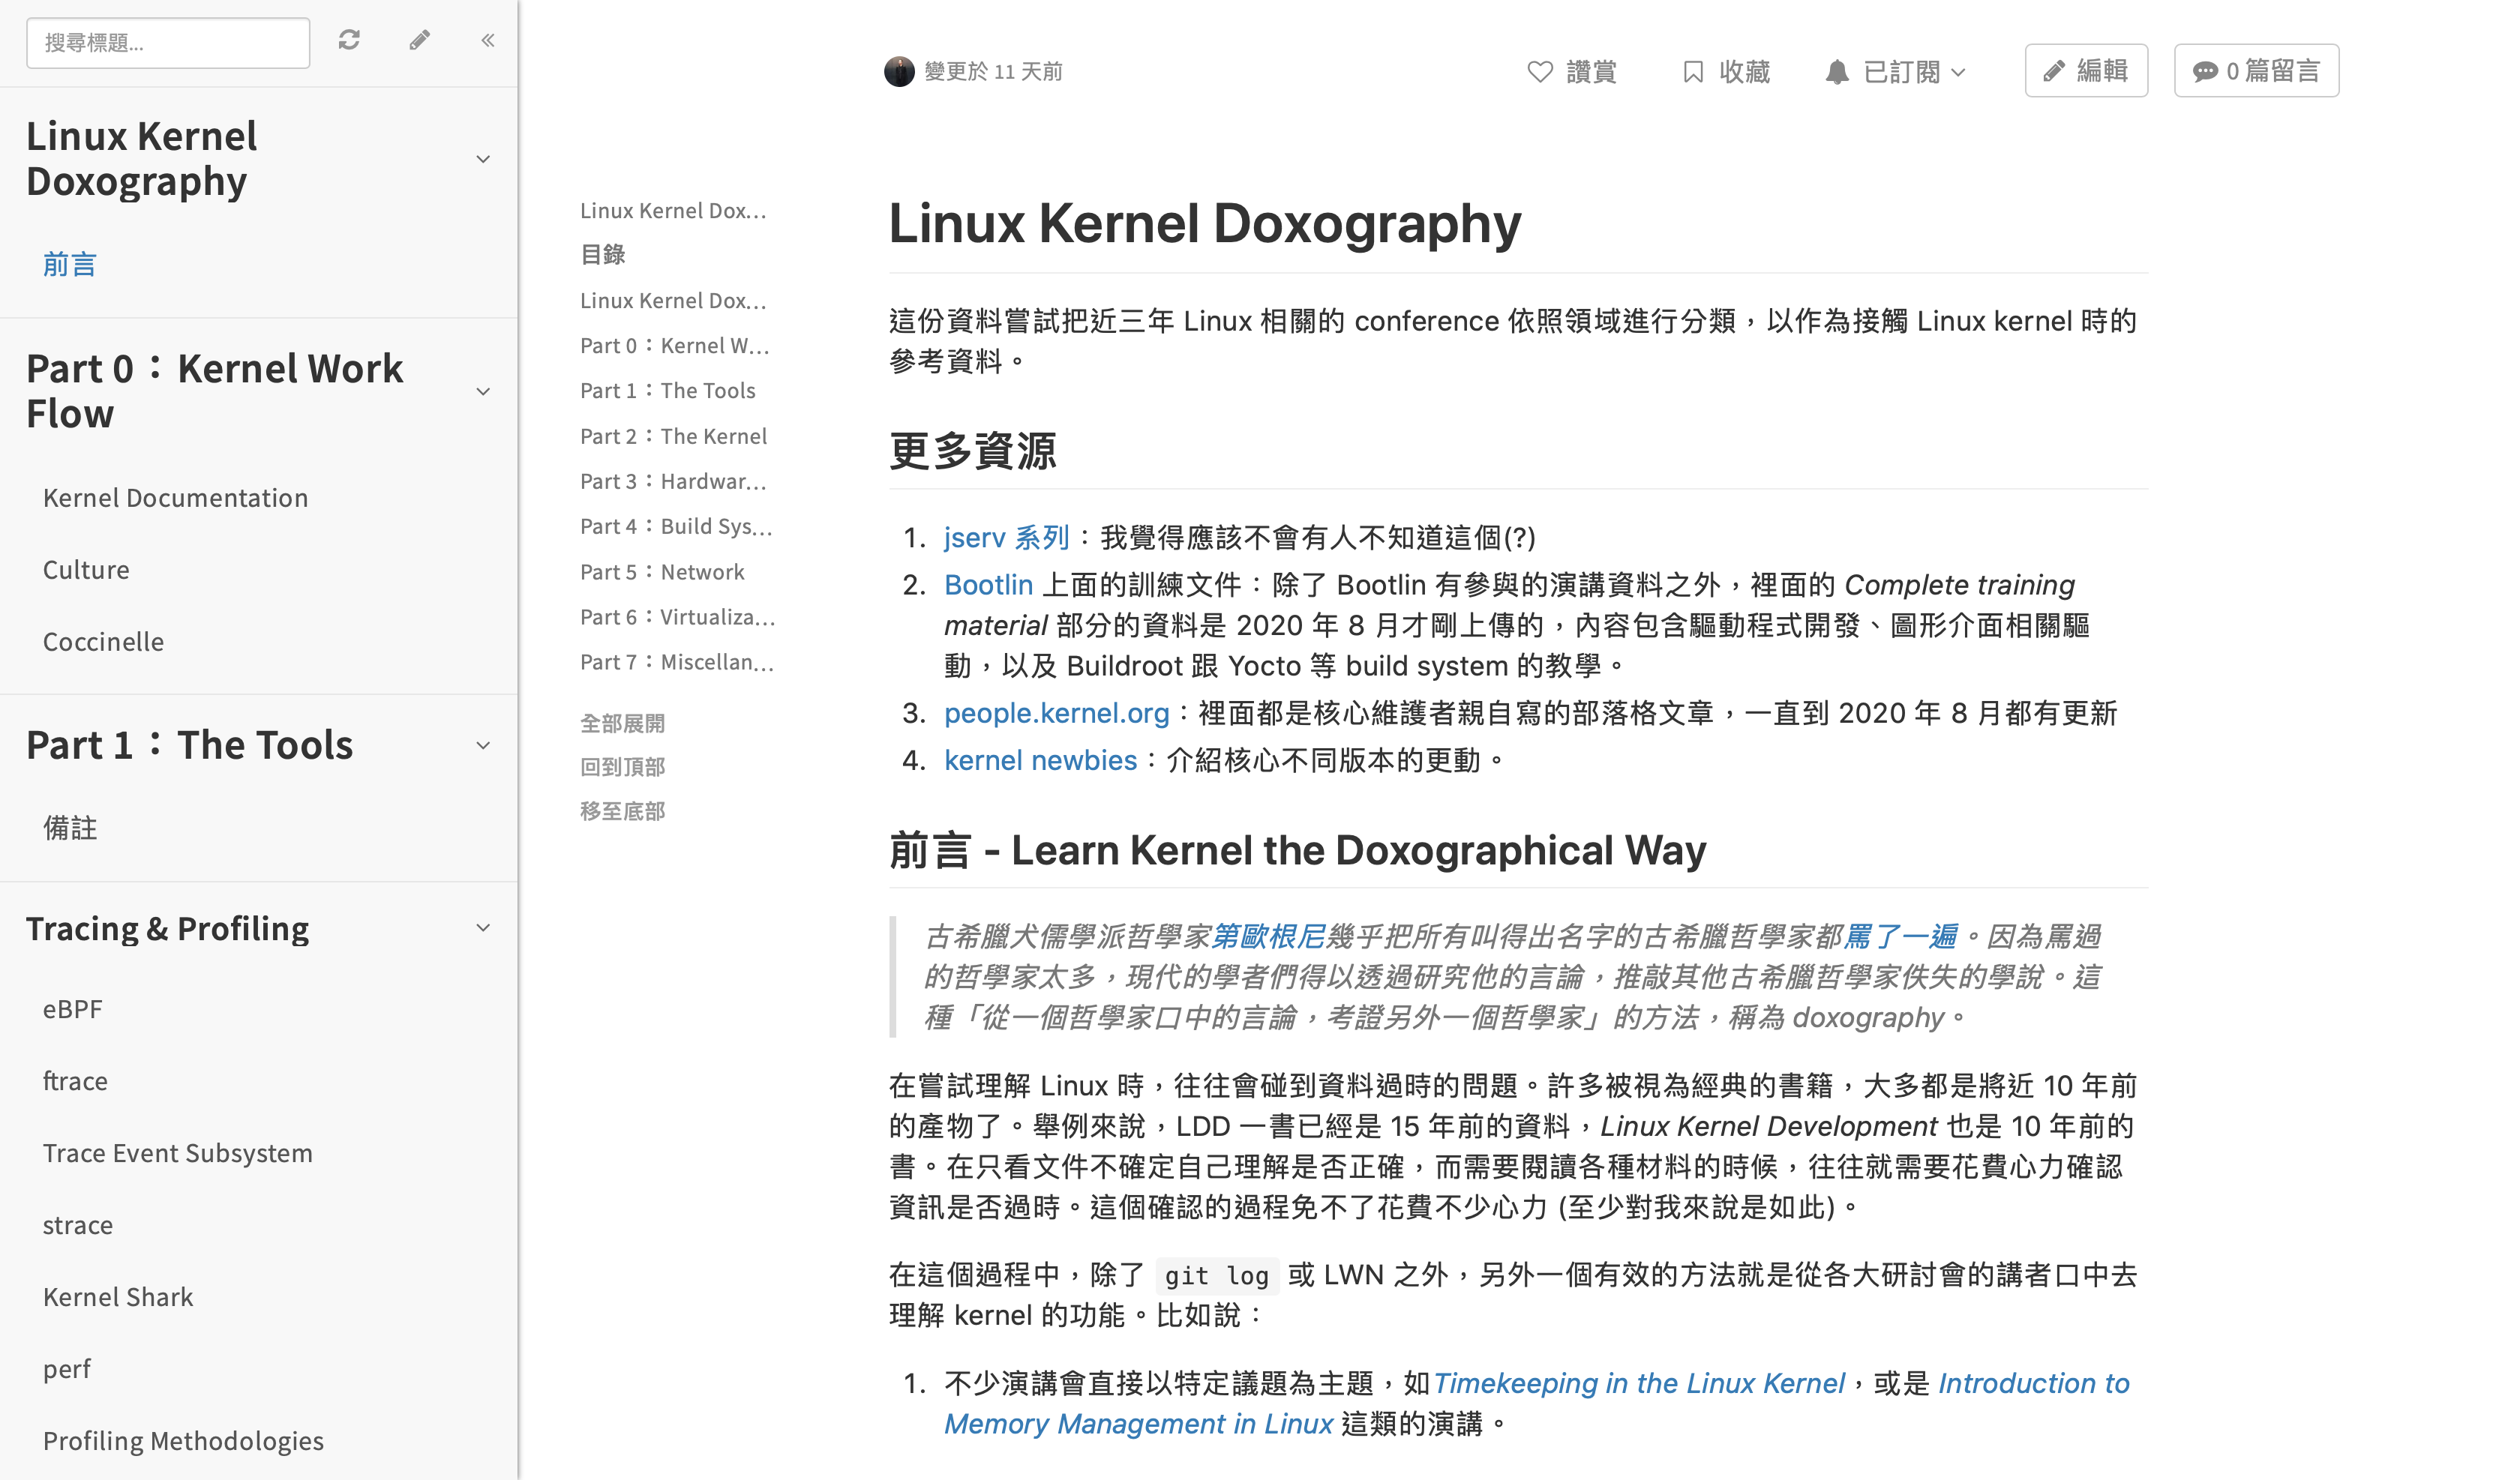 搜尋標題...
Linux Kernel
Doxography
前言
Part 0：Kernel Work
Flow
Kernel Documentation
Culture
Coccinelle
Part 1：The Tools
備註
Tracing & Profiling
eBPF
ftrace
Trace Event Subsystem
strace
Kernel Shark
perf
Profiling Methodologies
Linux Kernel Dox...
目錄
Linux Kernel Dox...
Part 0：Kernel W...
Part 1：The Tools
Part 2：The Kernel
Part 3：Hardwar...
Part 4：Build Sys...
Part 5：Network
Part 6：Virtualiza...
Part 7：Miscellan...
全部展開
回到頂部
移至底部
變更於 11 天前
讚賞
收藏
已訂閱
編輯
0 篇留言
Linux Kernel Doxography
這份資料嘗試把近三年 Linux 相關的 conference 依照領域進行分類，以作為接觸 Linux kernel 時的
參考資料。
更多資源
1. jserv 系列：我覺得應該不會有人不知道這個(?)
2. Bootlin 上面的訓練文件：除了 Bootlin 有參與的演講資料之外，裡面的 Complete training
material 部分的資料是 2020 年 8 月才剛上傳的，內容包含驅動程式開發、圖形介面相關驅
動，以及 Buildroot 跟 Yocto 等 build system 的教學。
3. people.kernel.org：裡面都是核心維護者親自寫的部落格文章，一直到 2020 年 8 月都有更新
4. kernel newbies：介紹核心不同版本的更動。
前言 - Learn Kernel the Doxographical Way
古希臘犬儒學派哲學家第歐根尼幾乎把所有叫得出名字的古希臘哲學家都罵了一遍。因為罵過
的哲學家太多，現代的學者們得以透過研究他的言論，推敲其他古希臘哲學家佚失的學說。這
種「從一個哲學家口中的言論，考證另外一個哲學家」的方法，稱為 doxography。
在嘗試理解 Linux 時，往往會碰到資料過時的問題。許多被視為經典的書籍，大多都是將近 10 年前
的產物了。舉例來說，LDD 一書已經是 15 年前的資料，Linux Kernel Development 也是 10 年前的
書。在只看文件不確定自己理解是否正確，而需要閱讀各種材料的時候，往往就需要花費心力確認
資訊是否過時。這個確認的過程免不了花費不少心力 (至少對我來說是如此)。
在這個過程中，除了 git log 或 LWN 之外，另外一個有效的方法就是從各大研討會的講者口中去
理解 kernel 的功能。比如說：
1. 不少演講會直接以特定議題為主題，如Timekeeping in the Linux Kernel，或是 Introduction to
Memory Management in Linux 這類的演講。